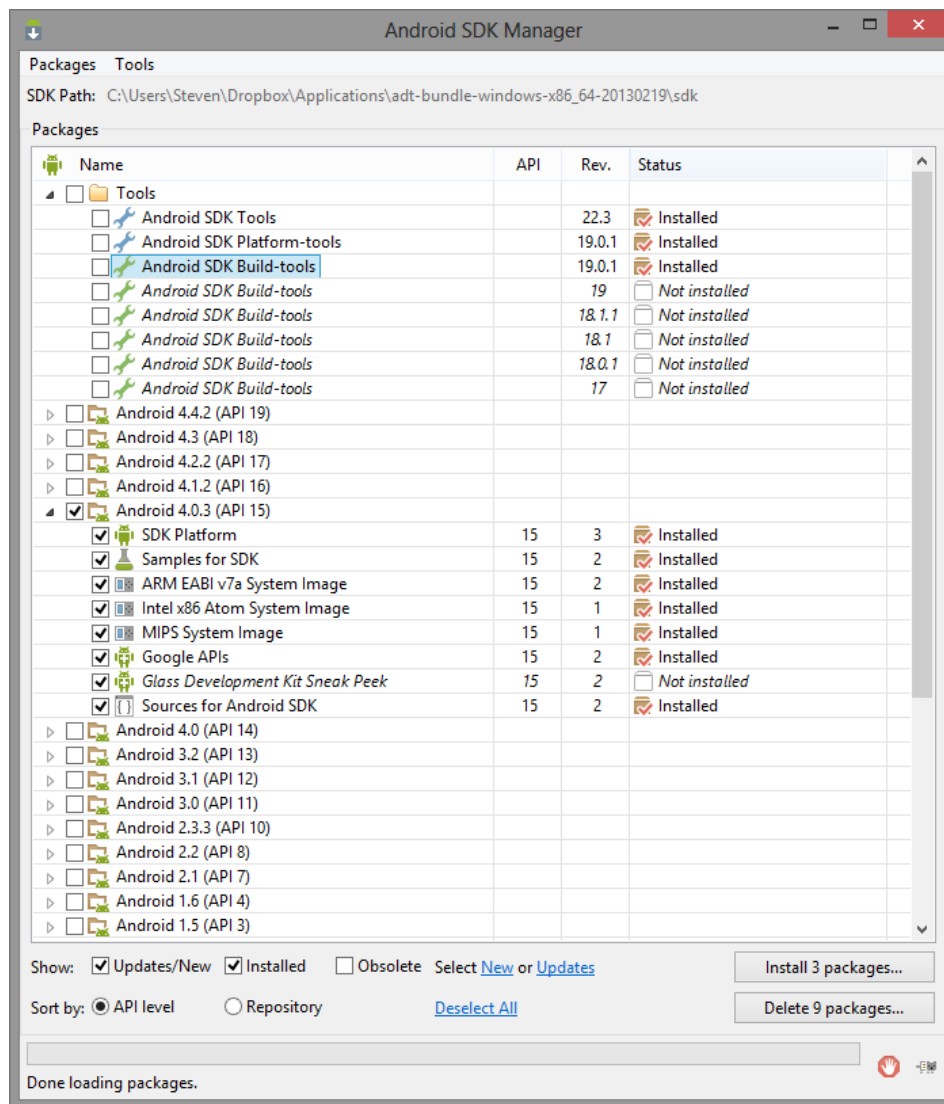 Android SDK Manager
Packages Tools
SDK Path: C:\Users\Steven\Dropbox\Applications\adt-bundle-windows-x86_64-20130219\sdk
Packages
Name API Rev. Status
Tools
Android SDK Tools 22.3 Installed
Android SDK Platform-tools 19.0.1 Installed
Android SDK Build-tools 19.0.1 Installed
Android SDK Build-tools 19 Not installed
Android SDK Build-tools 18.1.1 Not installed
Android SDK Build-tools 18.1 Not installed
Android SDK Build-tools 18.0.1 Not installed
Android SDK Build-tools 17 Not installed
Android 4.4.2 (API 19)
Android 4.3 (API 18)
Android 4.2.2 (API 17)
Android 4.1.2 (API 16)
Android 4.0.3 (API 15)
SDK Platform 15 3 Installed
Samples for SDK 15 2 Installed
ARM EABI v7a System Image 15 2 Installed
Intel x86 Atom System Image 15 1 Installed
MIPS System Image 15 1 Installed
Google APIs 15 2 Installed
Glass Development Kit Sneak Peek 15 2 Not installed
Sources for Android SDK 15 2 Installed
Android 4.0 (API 14)
Android 3.2 (API 13)
Android 3.1 (API 12)
Android 3.0 (API 11)
Android 2.3.3 (API 10)
Android 2.2 (API 8)
Android 2.1 (API 7)
Android 1.6 (API 4)
Android 1.5 (API 3)
Show: Updates/New Installed Obsolete Select New or Updates Install 3 packages...
Sort by: API level Repository Deselect All Delete 9 packages...
Done loading packages.